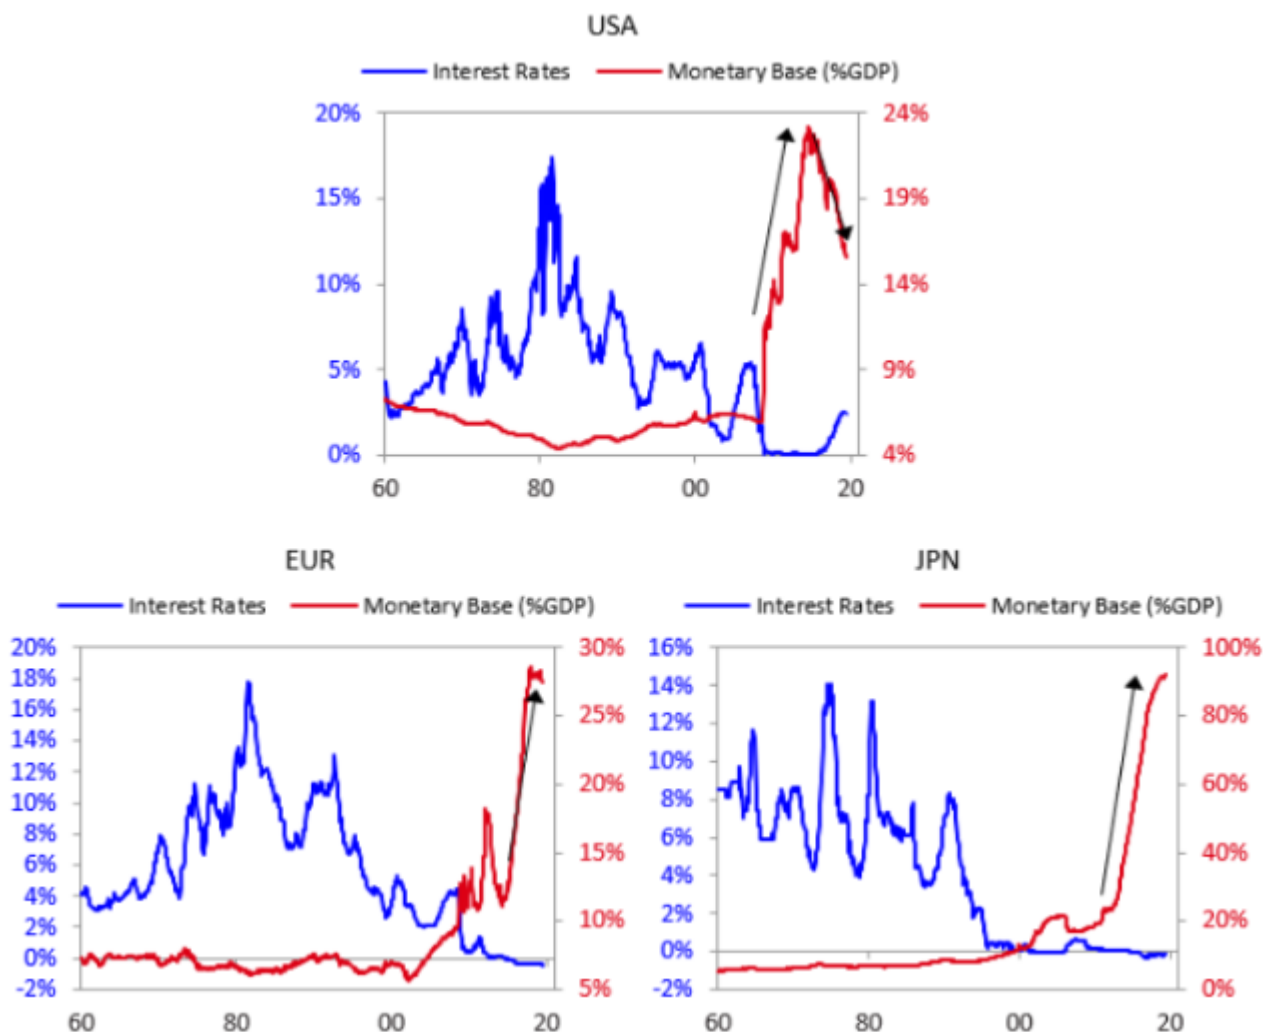 USA
Interest Rates Monetary Base (%GDP)
20% 24%
15% 19%
10% 14%
5% 9%
0% 4%
60 80 00 20
EUR JPN
Interest Rates Monetary Base (%GDP) Interest Rates Monetary Base (%GDP)
20% 30% 16% 100%
18% 14%
16% 25% 12% 80%
14% 10%
12% 20% 8% 60%
10% 6%
8% 15% 4% 40%
6% 2%
4% 10% 0% 20%
2% -2%
0% 5% 0%
-2%
60 80 00 20 60 80 00 20